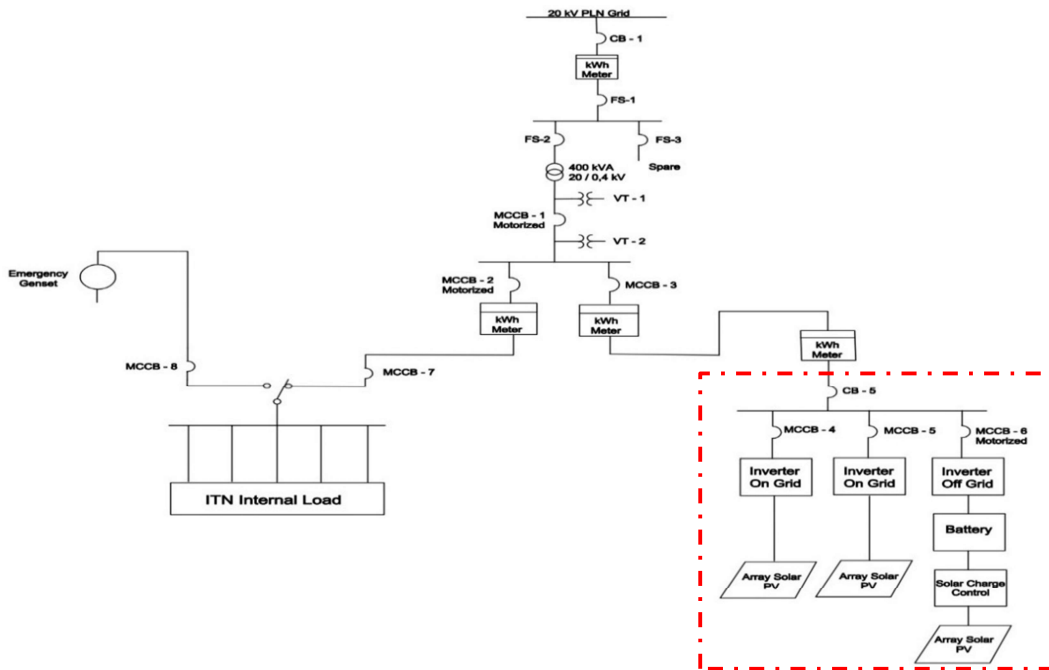 20 kV PLN Grid
CB - 1
kWh
Meter
FS-1
FS-2
FS-3
Spare
400 kVA
20 / 0,4 kV
VT - 1
MCCB - 1
Motorized
VT - 2
MCCB - 2
Motorized
MCCB - 3
kWh
Meter
kWh
Meter
kWh
Meter
Emergency
Genset
MCCB - 8
MCCB - 7
ITN Internal Load
CB - 5
MCCB - 4
MCCB - 5
MCCB - 6
Motorized
Inverter
On Grid
Inverter
On Grid
Inverter
Off Grid
Battery
Solar Charge
Control
Array Solar
PV
Array Solar
PV
Array Solar
PV